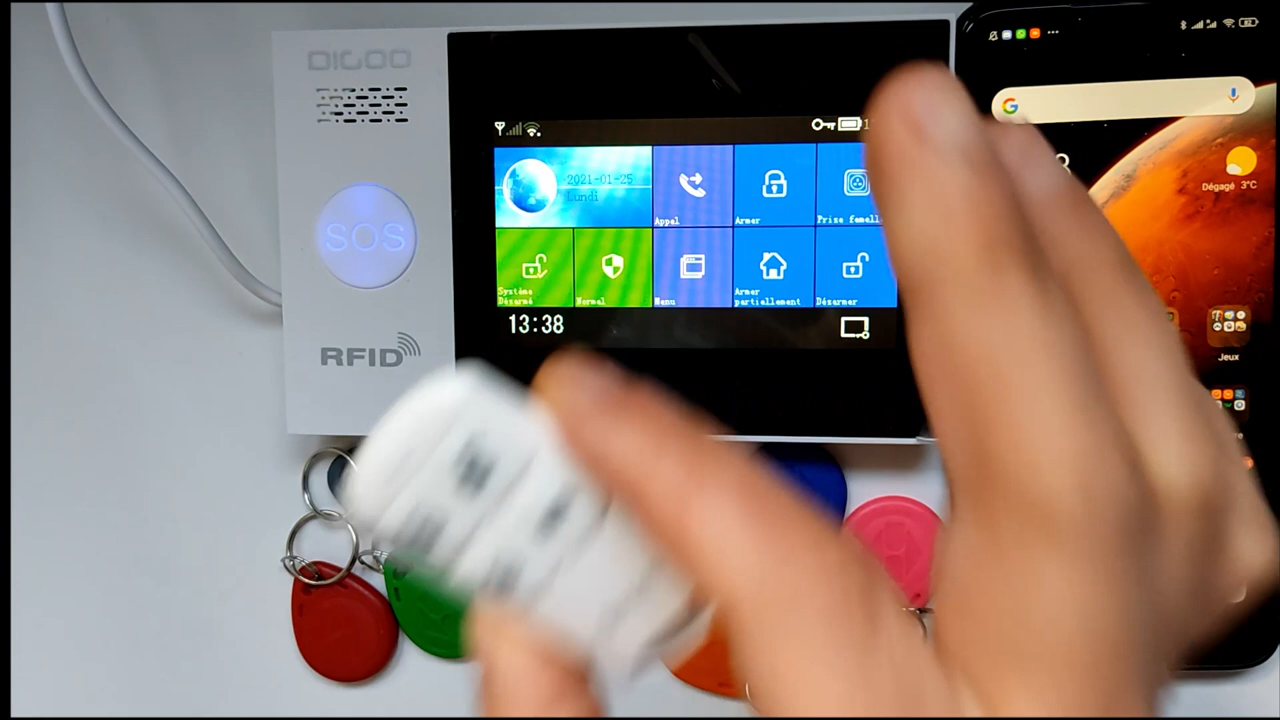 DIGOO
SOS
RFID
2021-01-25
Lundi
Appel
Armer
Prise femell
Système
Désarmé
Normal
Menu
Armer
partiellement
Désarmer
13:38
82
G
Dégagé 3°C
Jeux